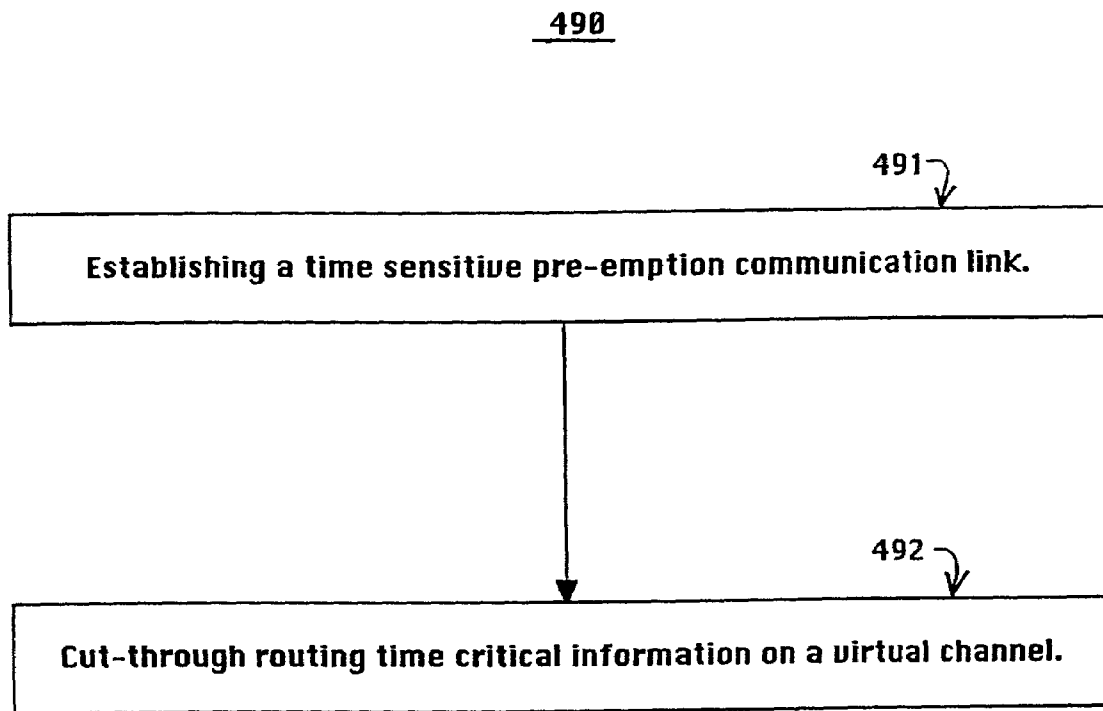 490
491
Establishing a time sensitive pre-emption communication link.
492
Cut-through routing time critical information on a virtual channel.